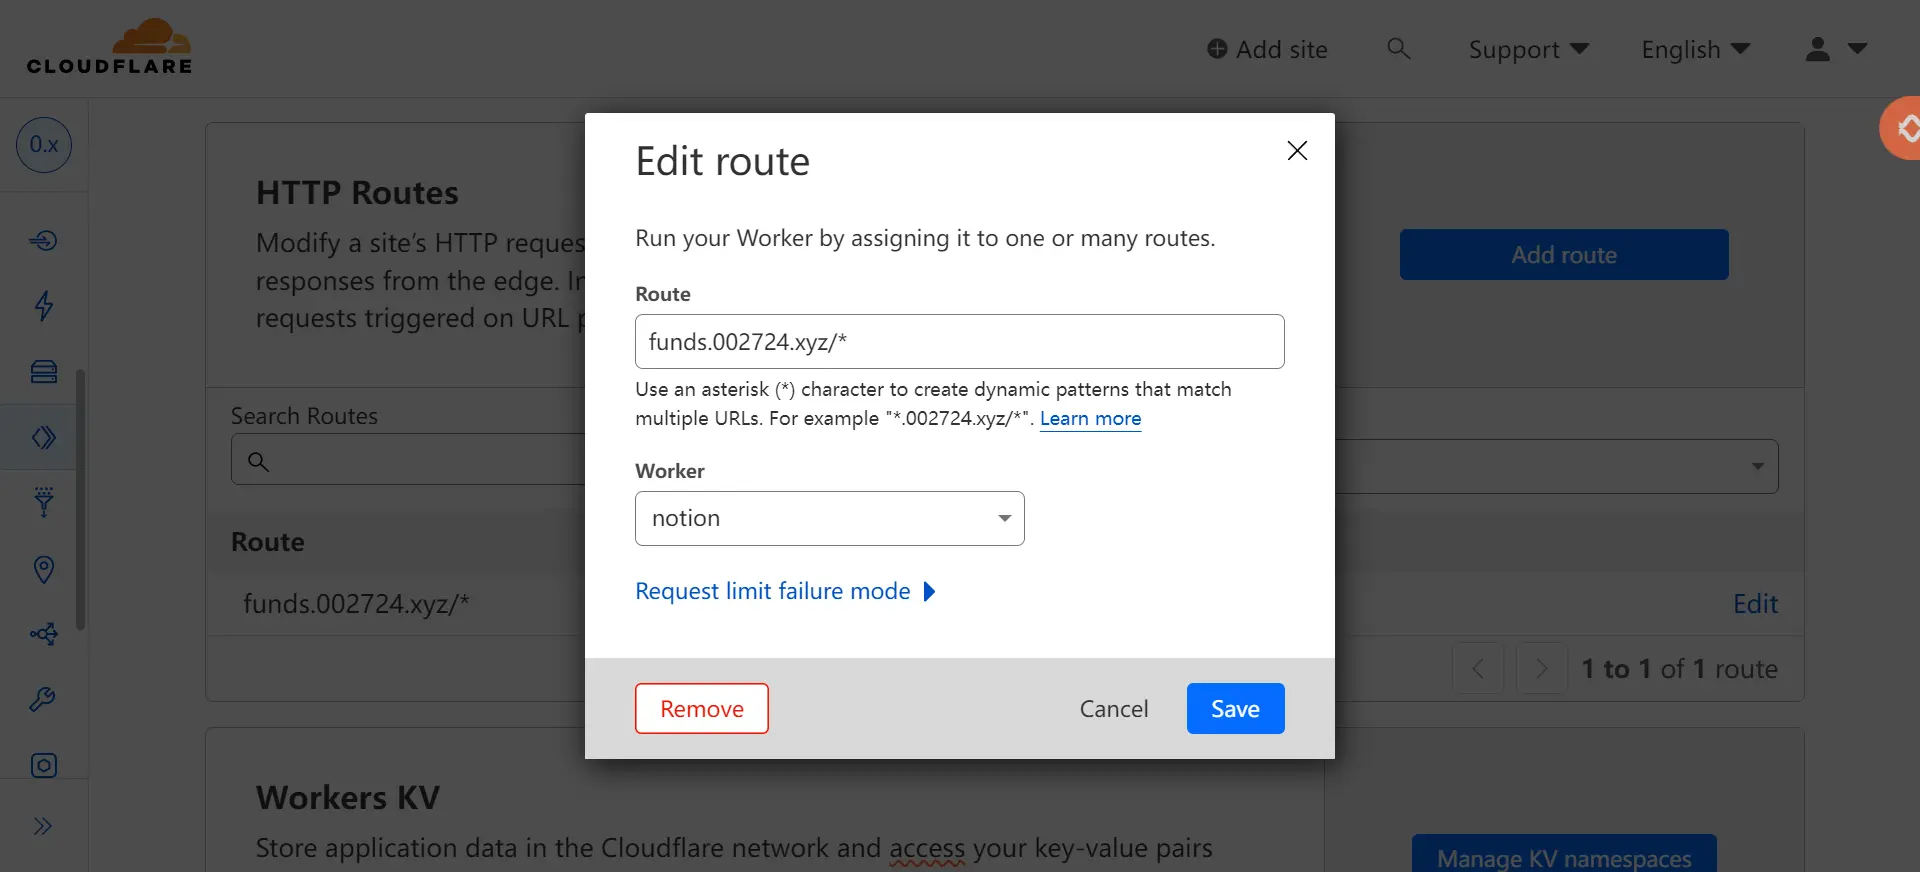 CLOUDFLARE
Add site
Support
English
0.x
HTTP Routes
Modify a site's HTTP reque
responses from the edge. I
requests triggered on URL
Add route
Search Routes
Route
funds.002724.xyz/*
Edit
1 to 1 of 1 route
Edit route
Run your Worker by assigning it to one or many routes.
Route
funds.002724.xyz/*
Use an asterisk (*) character to create dynamic patterns that match
multiple URLs. For example "*.002724.xyz/*". Learn more
Worker
notion
Request limit failure mode
Remove
Cancel
Save
Workers KV
Store application data in the Cloudflare network and access your key-value pairs
Manage KV namespaces